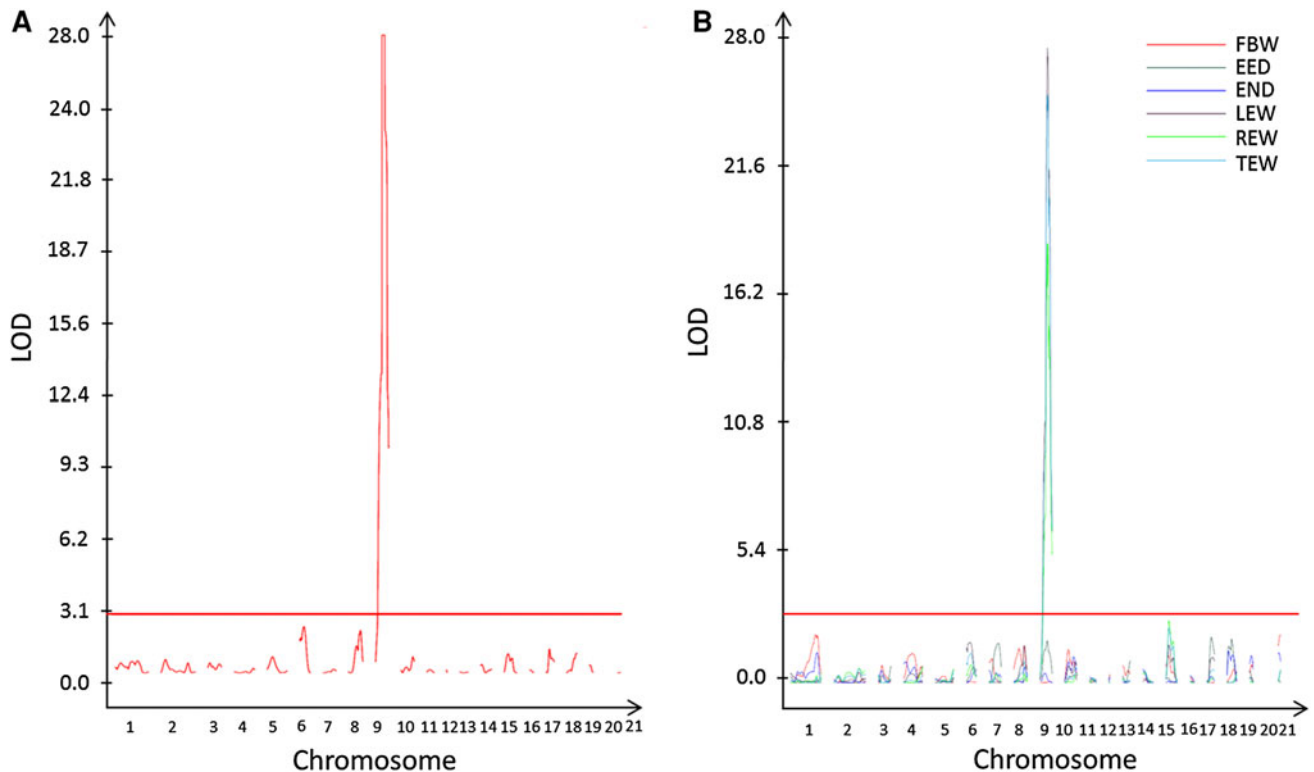 A
28.0
24.0
21.8
18.7
15.6
12.4
9.3
6.2
3.1
0.0
LOD
1 2 3 4 5 6 7 8 9 10 11 12 13 14 15 16 17 18 19 20 21
Chromosome
B
28.0
21.6
16.2
10.8
5.4
0.0
LOD
FBW
EED
END
LEW
REW
TEW
1 2 3 4 5 6 7 8 9 10 11 12 13 14 15 16 17 18 19 20 21
Chromosome